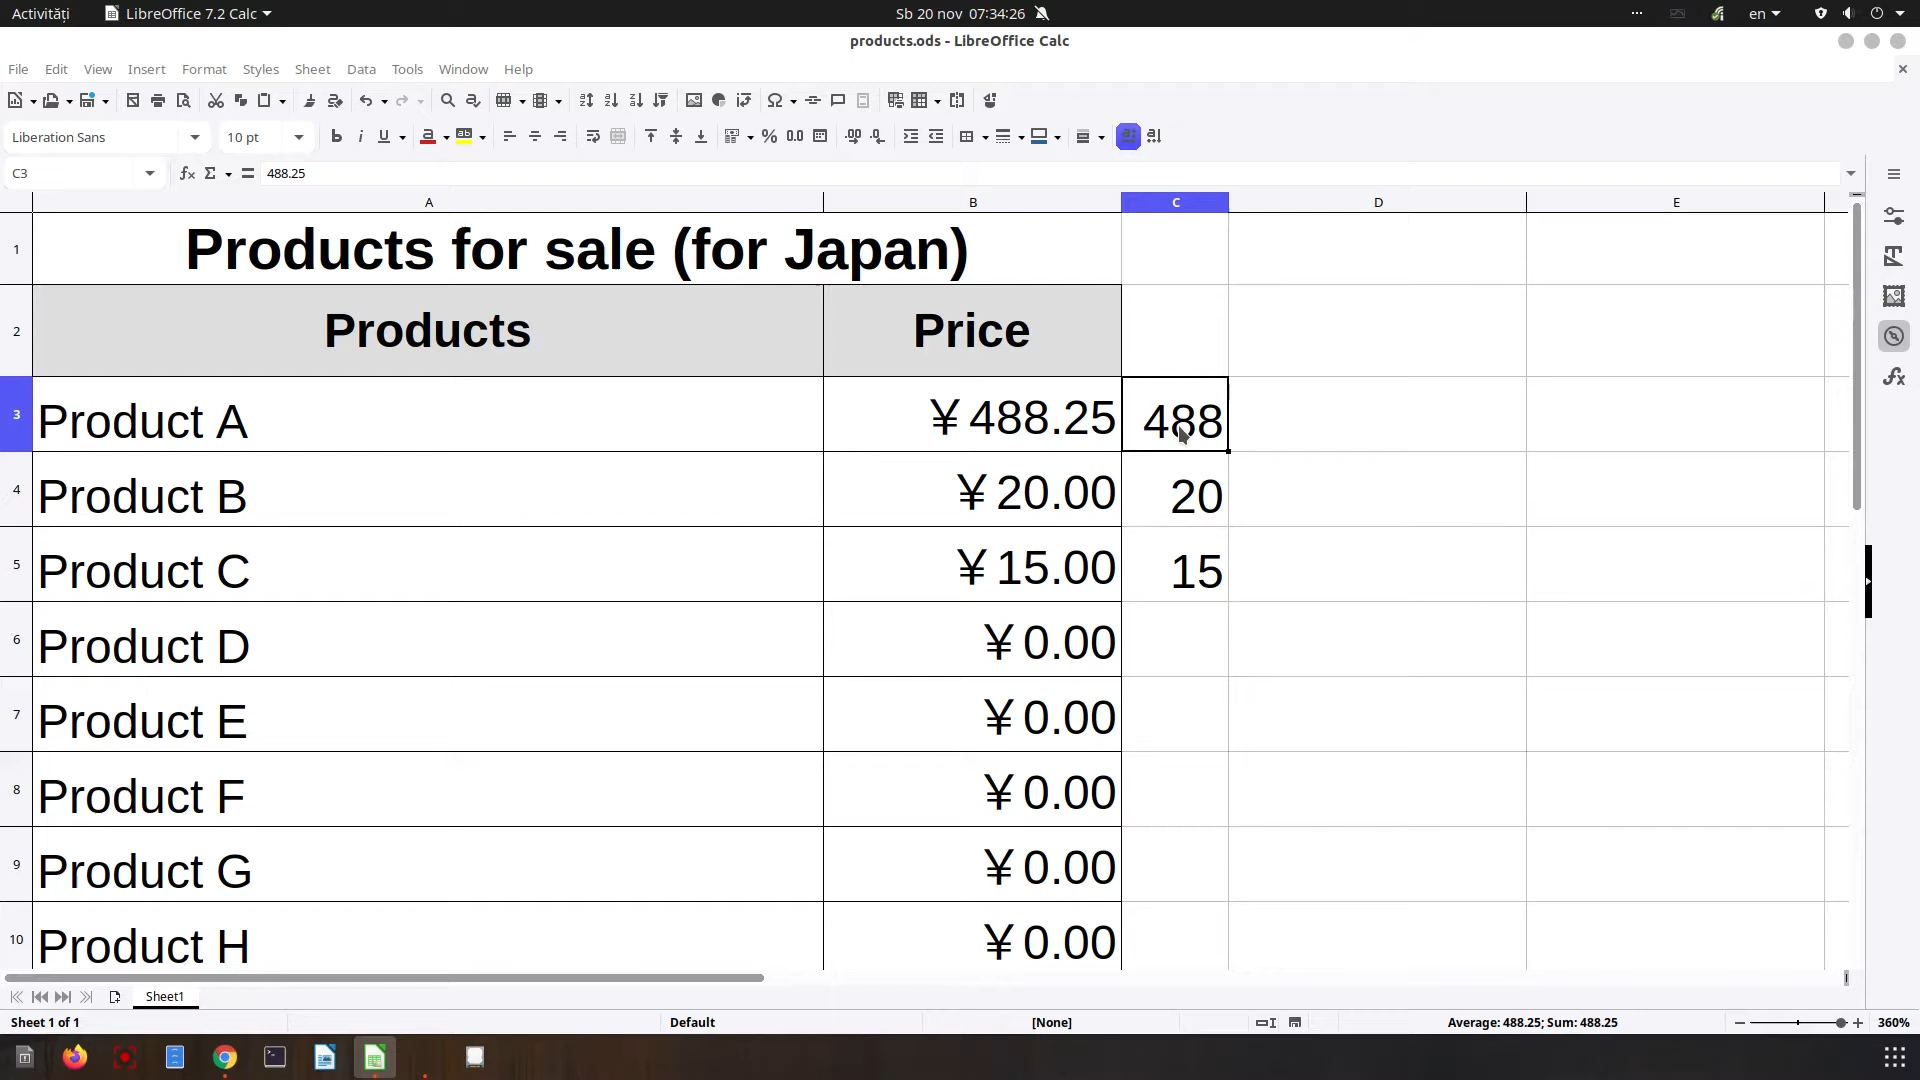 Activități
LibreOffice 7.2 Calc
Sb 20 nov 07:34:26
en
products.ods - LibreOffice Calc
File Edit View Insert Format Styles Sheet Data Tools Window Help
Liberation Sans
10 pt
C3
488.25
A B C D E
1 Products for sale (for Japan)
2 Products Price
3 Product A ￥488.25 488
4 Product B ￥20.00 20
5 Product C ￥15.00 15
6 Product D ￥0.00
7 Product E ￥0.00
8 Product F ￥0.00
9 Product G ￥0.00
10 Product H ￥0.00
Sheet1
Sheet 1 of 1
Default
[None]
Average: 488.25; Sum: 488.25
360%